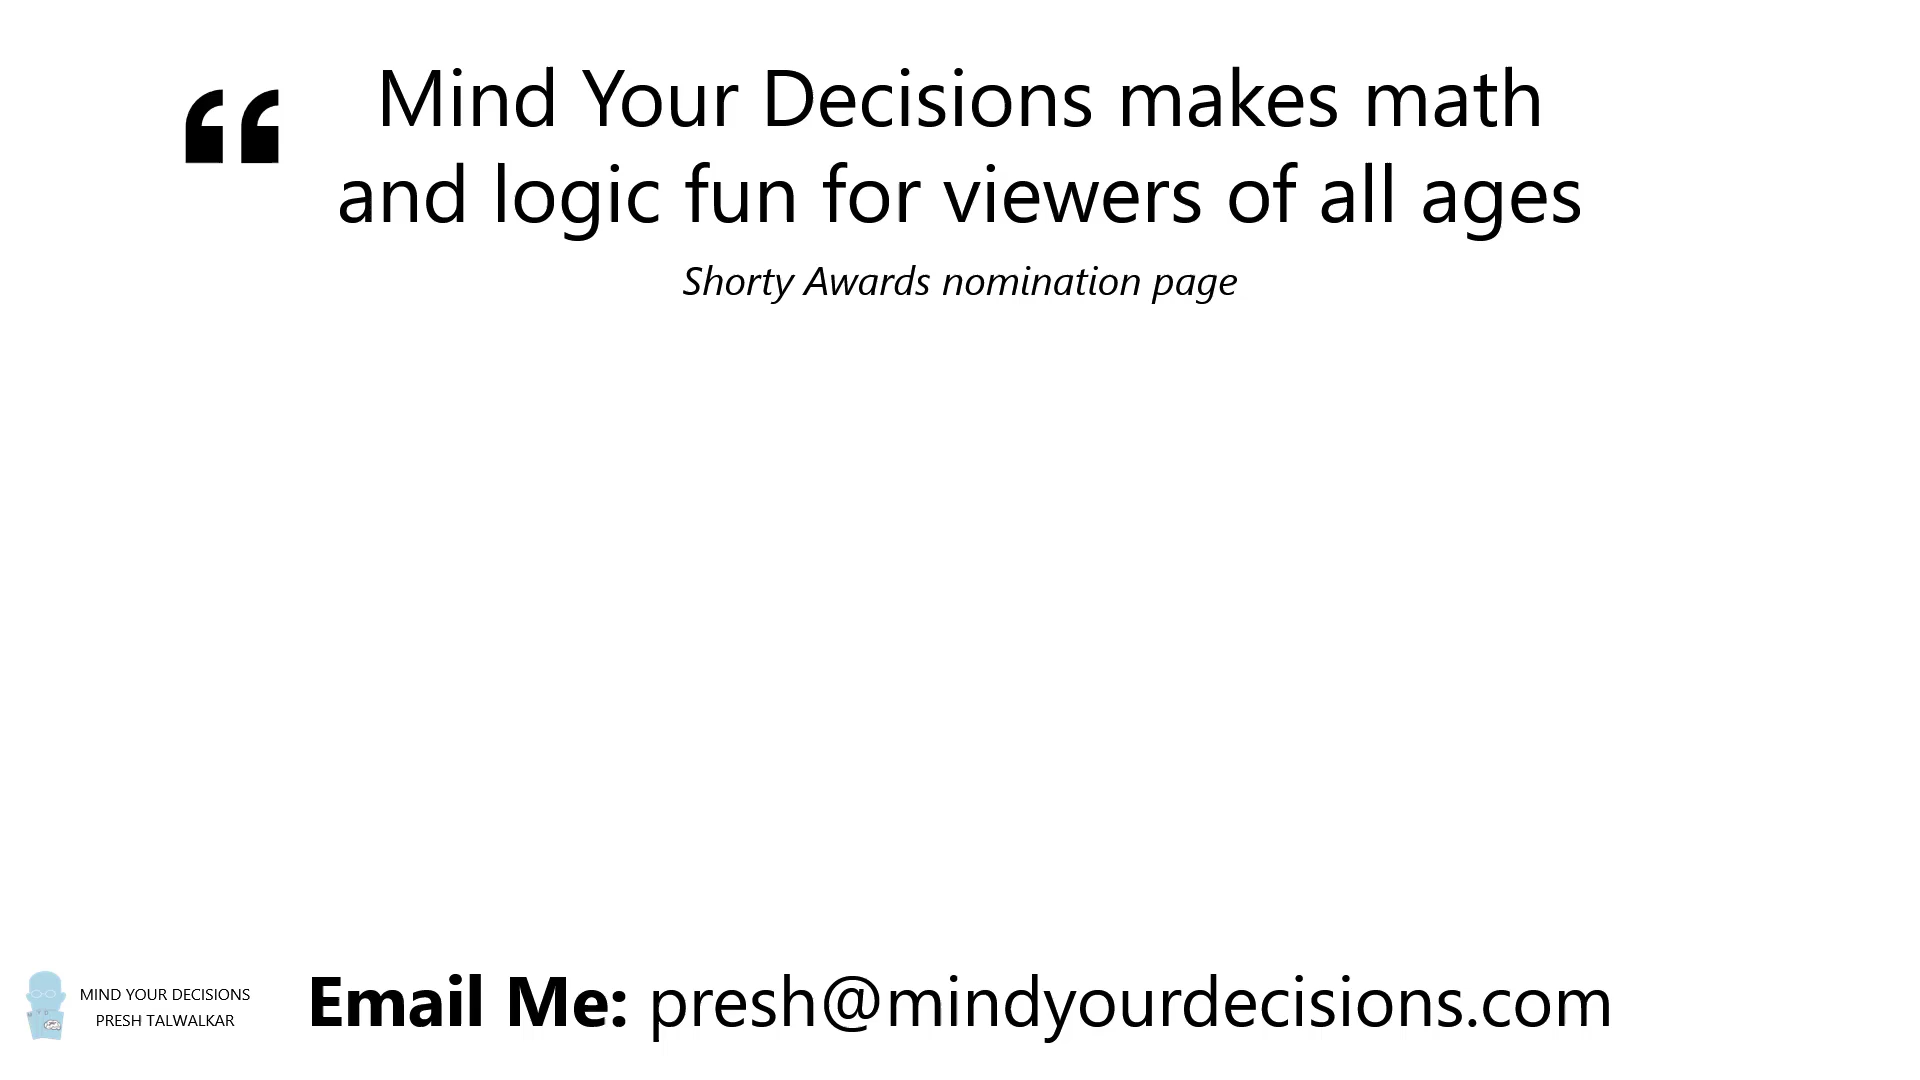 “ Mind Your Decisions makes math
and logic fun for viewers of all ages
Shorty Awards nomination page
MIND YOUR DECISIONS
PRESH TALWALKAR
Email Me: presh@mindyourdecisions.com